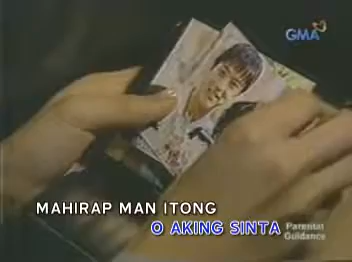 GMA
MAHIRAP MAN ITONG
O AKING SINTA
Parental
Guidance